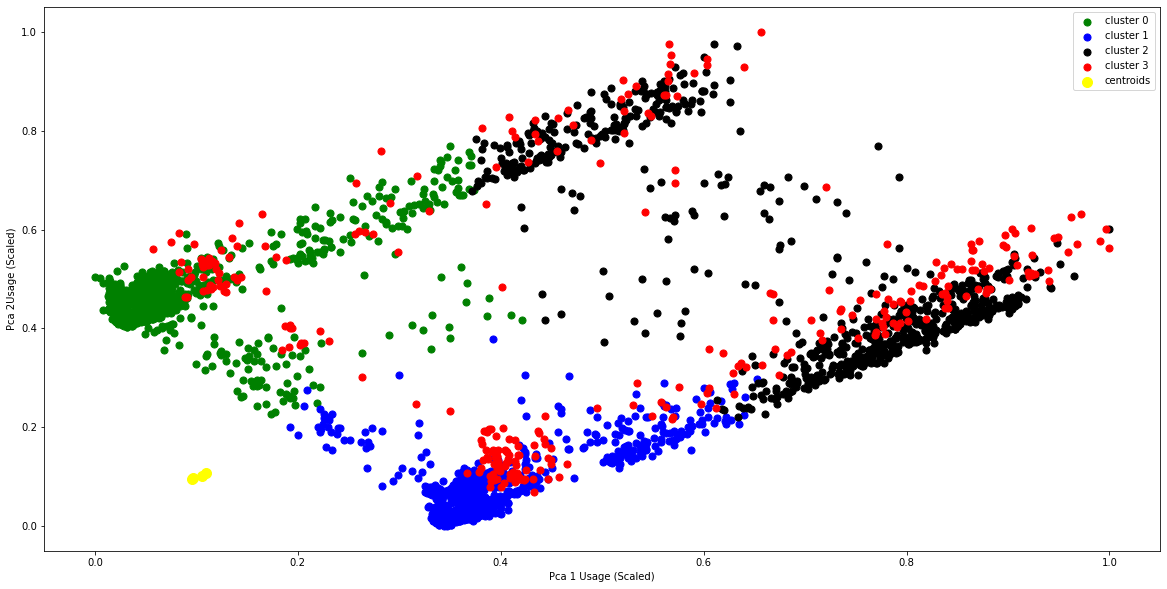 cluster 0
cluster 1
cluster 2
cluster 3
centroids
1.0
0.8
0.6
0.4
0.2
0.0
Pca 2Usage (Scaled)
0.0 0.2 0.4 0.6 0.8 1.0
Pca 1 Usage (Scaled)